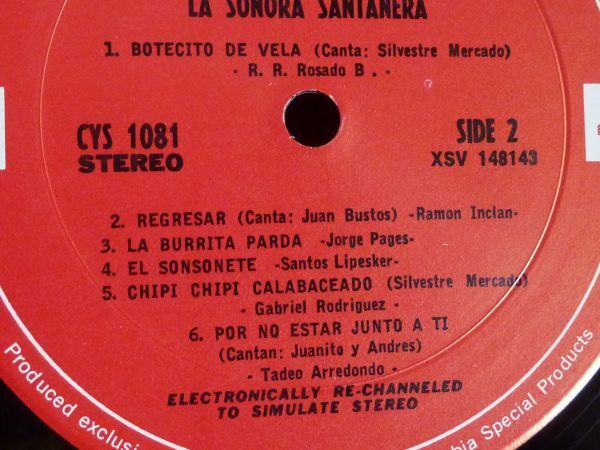 LA SONORA SANTANERA
1. BOTECITO DE VELA (Canta: Silvestre Mercado)
- R. R. Rosado B . -
CYS 1081
STEREO
SIDE 2
XSV 148143
2. REGRESAR (Canta: Juan Bustos) -Ramon Inclan-
3. LA BURRITA PARDA -Jorge Pages-
4. EL SONSONETE -Santos Lipesker-
5. CHIPI CHIPI CALABACEADO (Silvestre Mercado)
- Gabriel Rodriguez -
6. POR NO ESTAR JUNTO A TI
(Cantan: Juanito y Andres)
- Tadeo Arredondo -
ELECTRONICALLY RE-CHANNELED
TO SIMULATE STEREO
Produced
Special Products